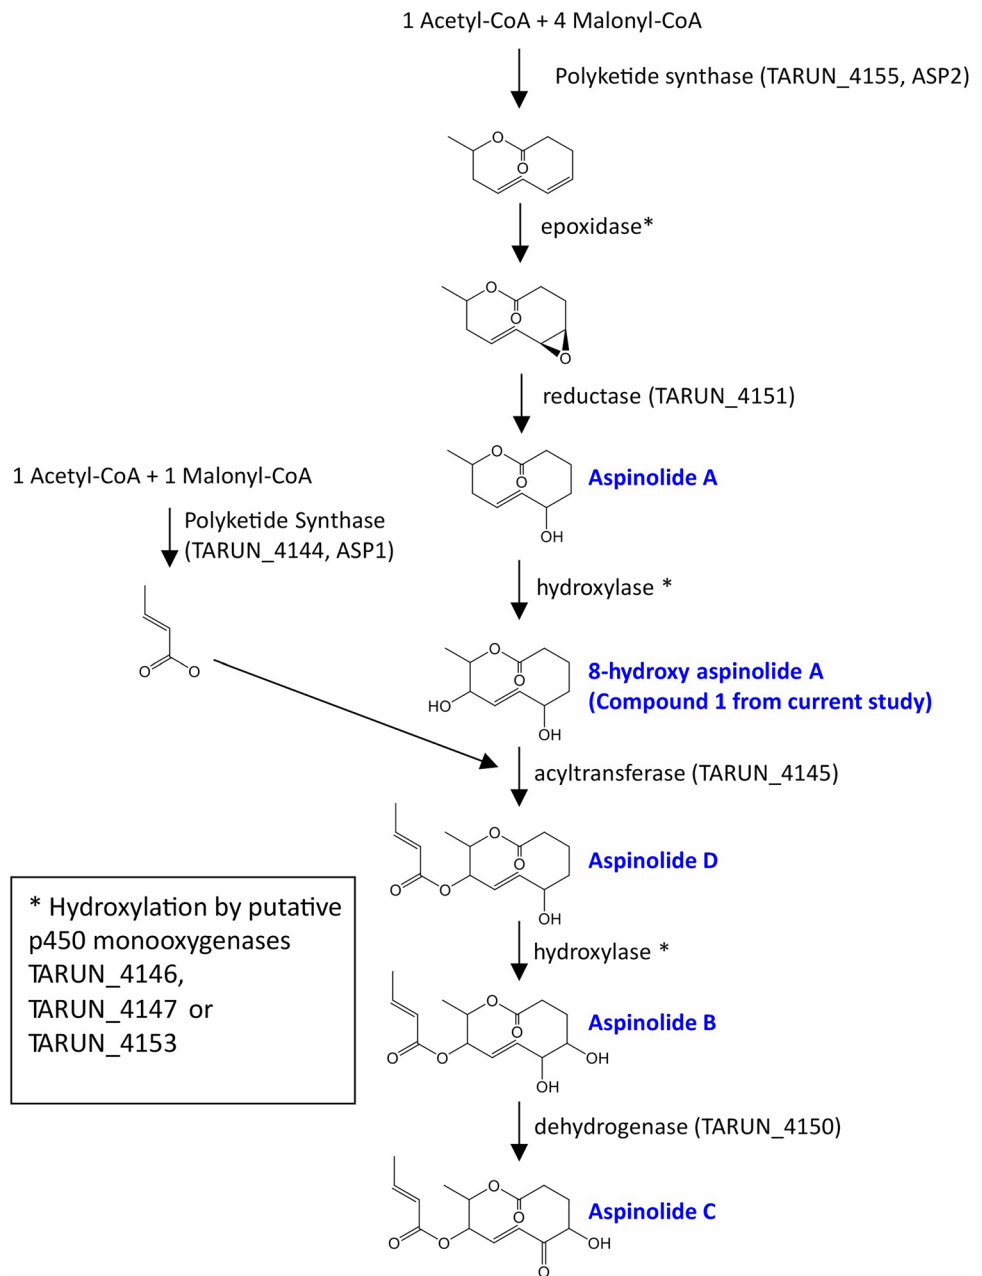 1 Acetyl-CoA + 4 Malonyl-CoA
Polyketide synthase (TARUN_4155, ASP2)
O
O
epoxidase*
O
O
O
reductase (TARUN_4151)
O
O
OH
Aspinolide A
1 Acetyl-CoA + 1 Malonyl-CoA
Polyketide Synthase
(TARUN_4144, ASP1)
O
O
hydroxylase *
O
O
HO
OH
8-hydroxy aspinolide A
(Compound 1 from current study)
acyltransferase (TARUN_4145)
O
O
O
O
OH
Aspinolide D
* Hydroxylation by putative
p450 monooxygenases
TARUN_4146,
TARUN_4147 or
TARUN_4153
hydroxylase *
O
O
O
O
OH
OH
Aspinolide B
dehydrogenase (TARUN_4150)
O
O
O
O
OH
O
Aspinolide C